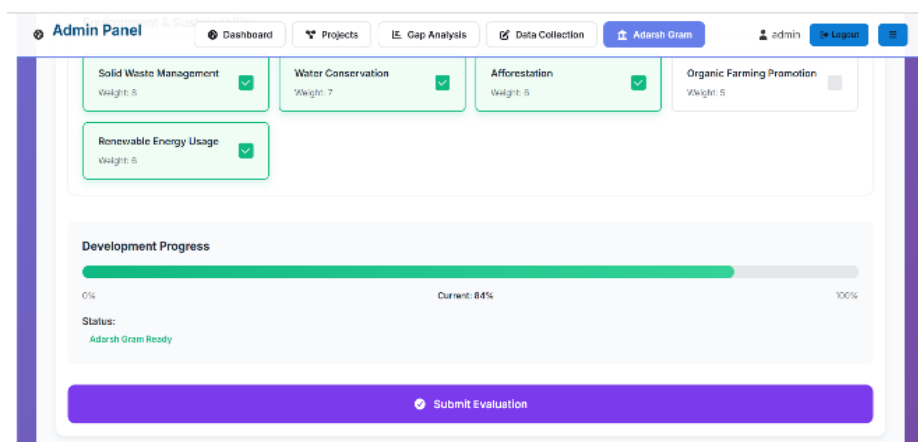 Environment & Sustainability
Admin Panel
Dashboard
Projects
Gap Analysis
Data Collection
Adarsh Gram
admin
Logout
Solid Waste Management
Weight: 8
Water Conservation
Weight: 7
Afforestation
Weight: 6
Organic Farming Promotion
Weight: 5
Renewable Energy Usage
Weight: 6
Development Progress
0%
Current: 84%
100%
Status:
Adarsh Gram Ready
Submit Evaluation